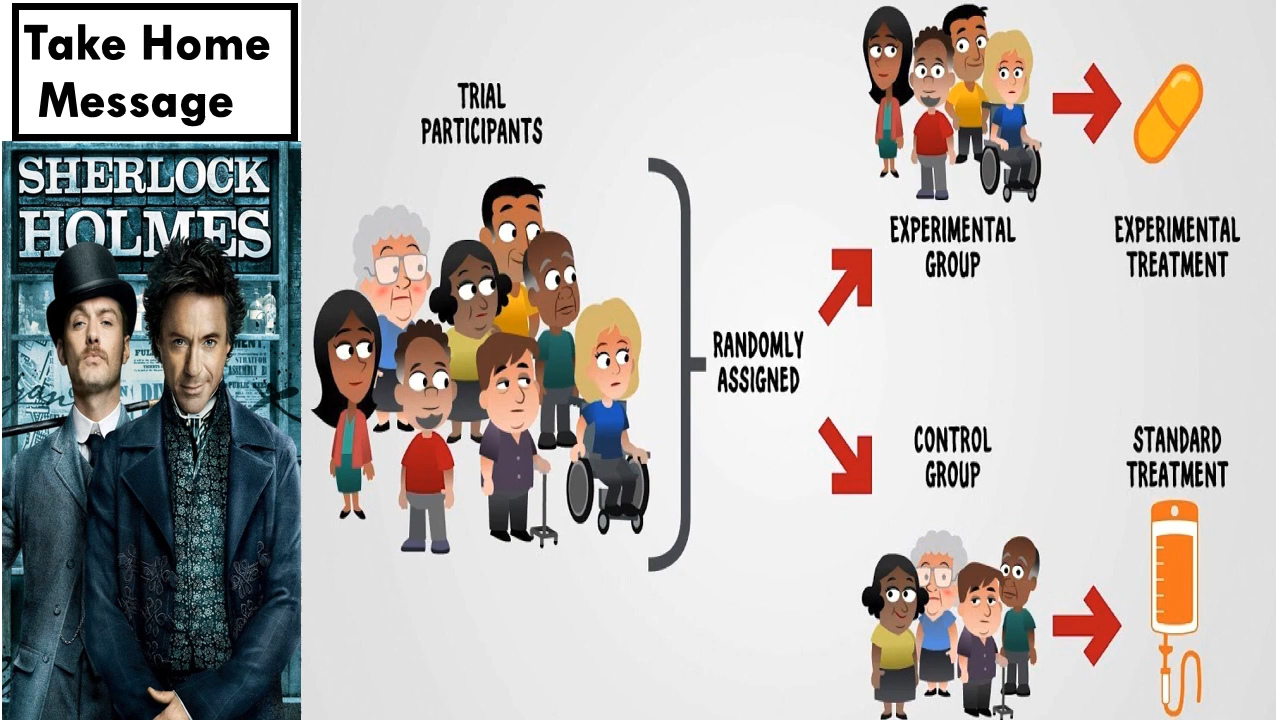 Take Home
Message
SHERLOCK
HOLMES
TRIAL
PARTICIPANTS
RANDOMLY
ASSIGNED
EXPERIMENTAL
GROUP
EXPERIMENTAL
TREATMENT
CONTROL
GROUP
STANDARD
TREATMENT